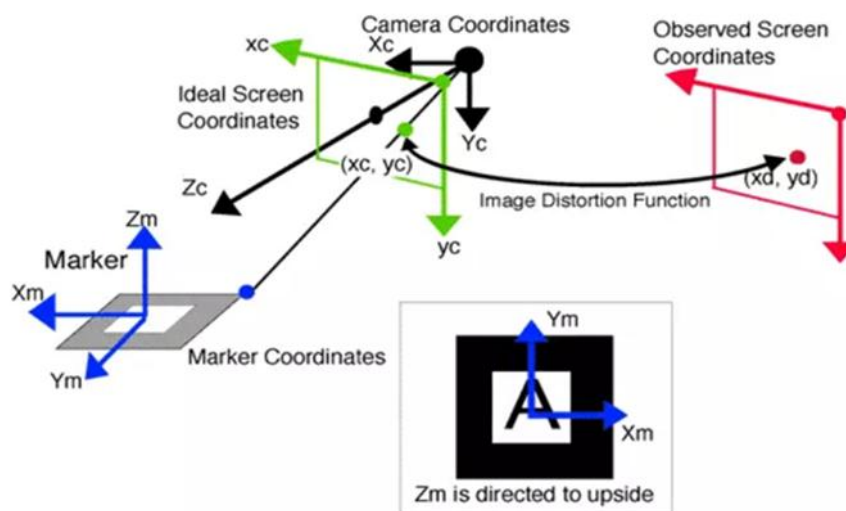 Camera Coordinates
Observed Screen
Coordinates
xc
Xc
Ideal Screen
Coordinates
Yc
(xc, yc)
(xd, yd)
Zc
Image Distortion Function
Zm
yc
Marker
Xm
Ym
Marker Coordinates
Ym
A
Xm
Zm is directed to upside